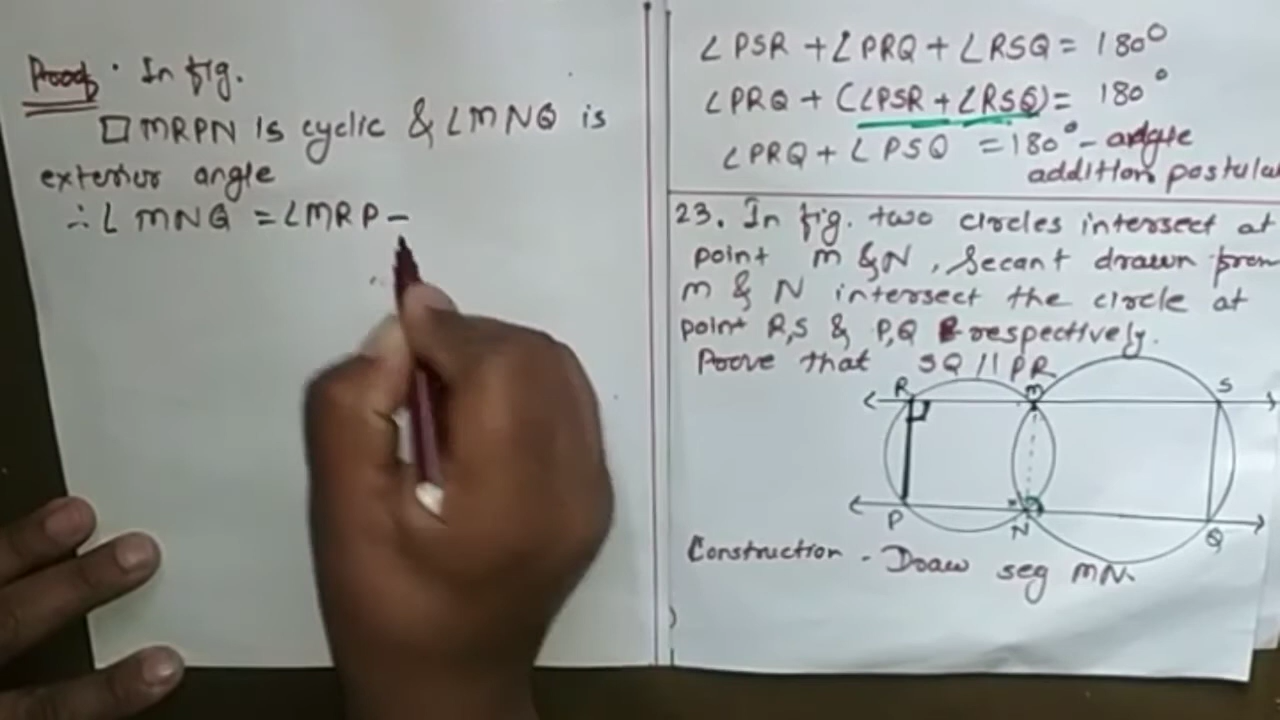 Proof. In fig.
□ MRPN is cyclic & ∠MNQ is
exterior angle
∴ ∠ MNQ = ∠MRP –
∠PSR + ∠PRQ + ∠RSQ = 180°
∠PRQ + (∠PSR + ∠RSQ) = 180°
∠PRQ + ∠PSQ = 180° – angle
addition postula
23. In fig. two circles intersect at
point M & N, Secant drawn from
M & N intersect the circle at
point R,S & P,Q respectively.
Prove that SQ // PR
R M S
P N Q
Construction - Draw seg MN.